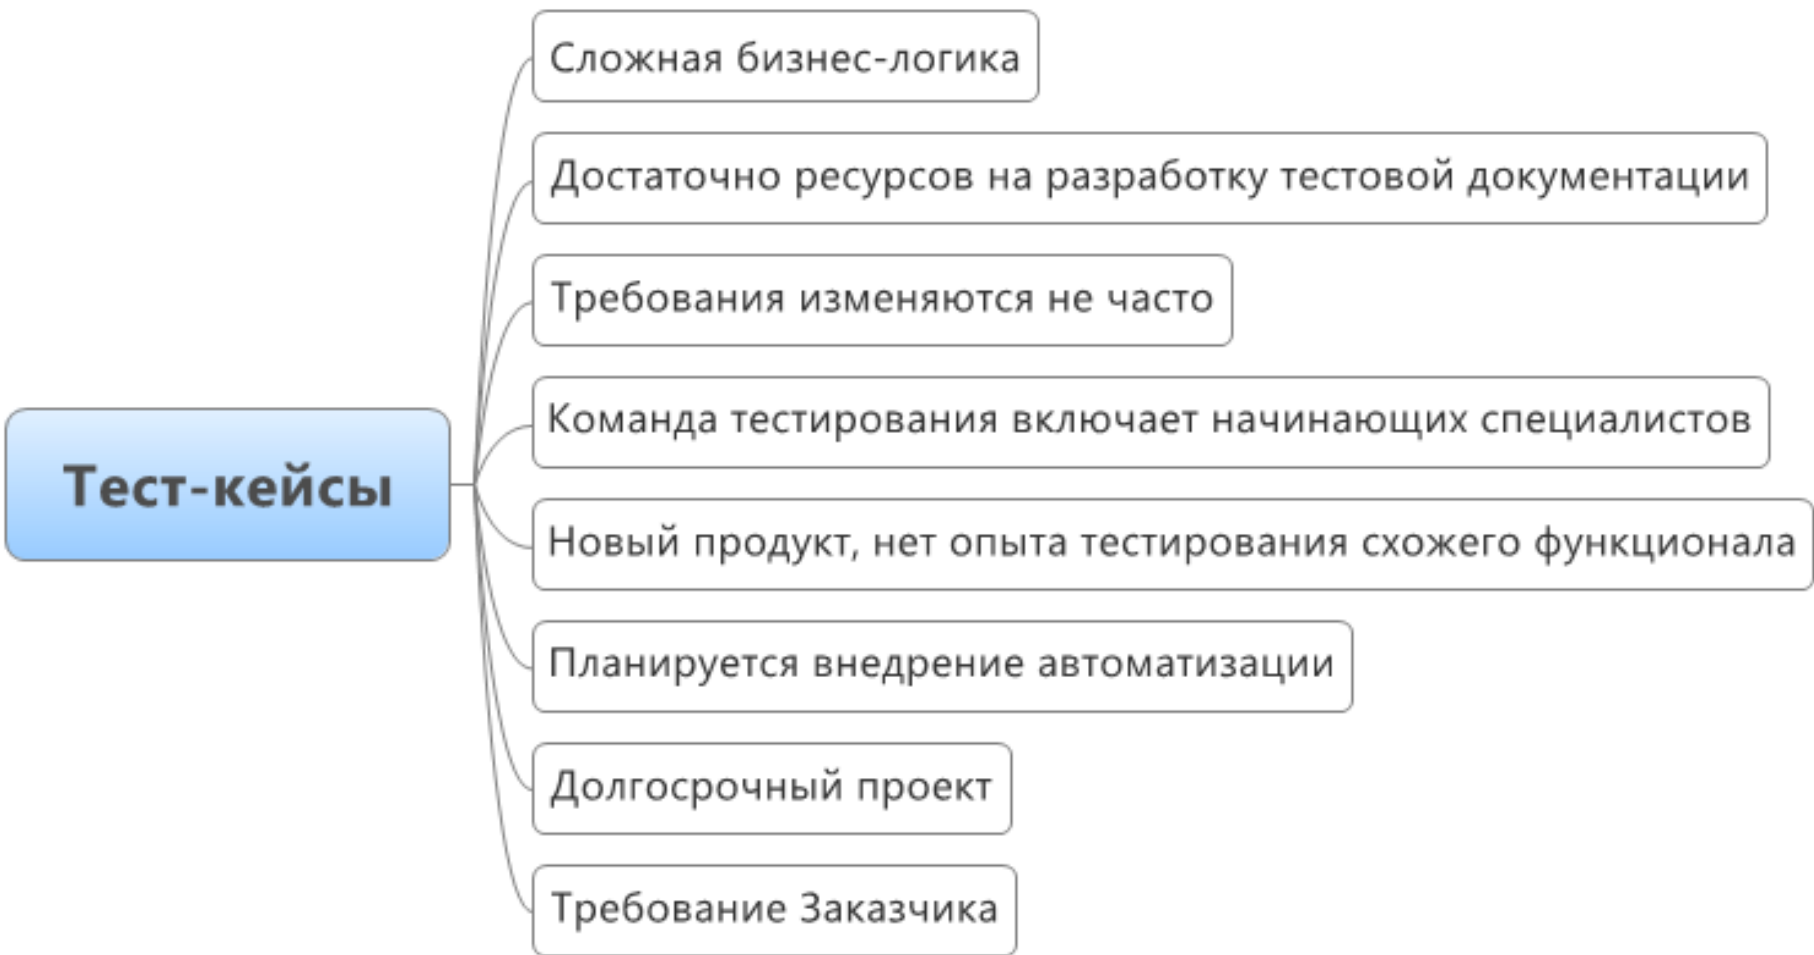 Сложная бизнес-логика
Достаточно ресурсов на разработку тестовой документации
Требования изменяются не часто
Команда тестирования включает начинающих специалистов
Тест-кейсы
Новый продукт, нет опыта тестирования схожего функционала
Планируется внедрение автоматизации
Долгосрочный проект
Требование Заказчика